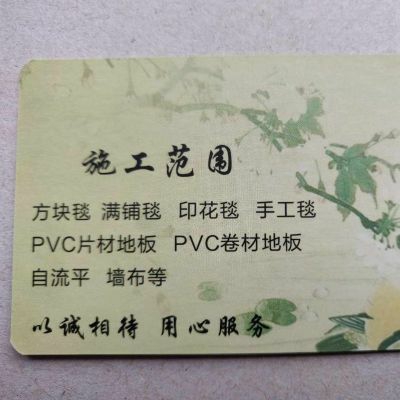 施工范围
方块毯 满铺毯 印花毯 手工毯
PVC片材地板 PVC卷材地板
自流平 墙布等
以诚相待 用心服务